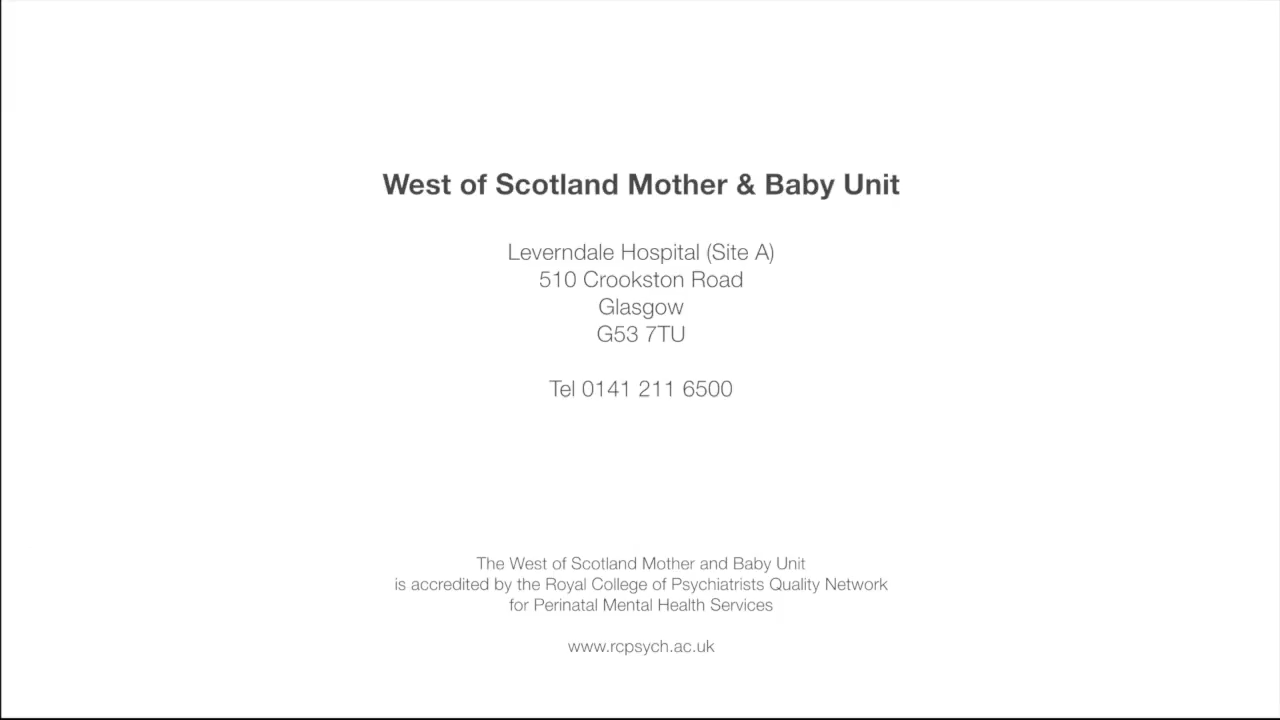 West of Scotland Mother & Baby Unit
Leverndale Hospital (Site A)
510 Crookston Road
Glasgow
G53 7TU
Tel 0141 211 6500
The West of Scotland Mother and Baby Unit
is accredited by the Royal College of Psychiatrists Quality Network
for Perinatal Mental Health Services
www.rcpsych.ac.uk